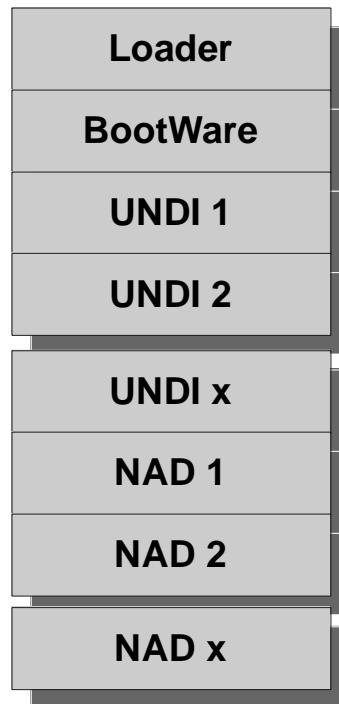 Loader
BootWare
UNDI 1
UNDI 2
UNDI x
NAD 1
NAD 2
NAD x